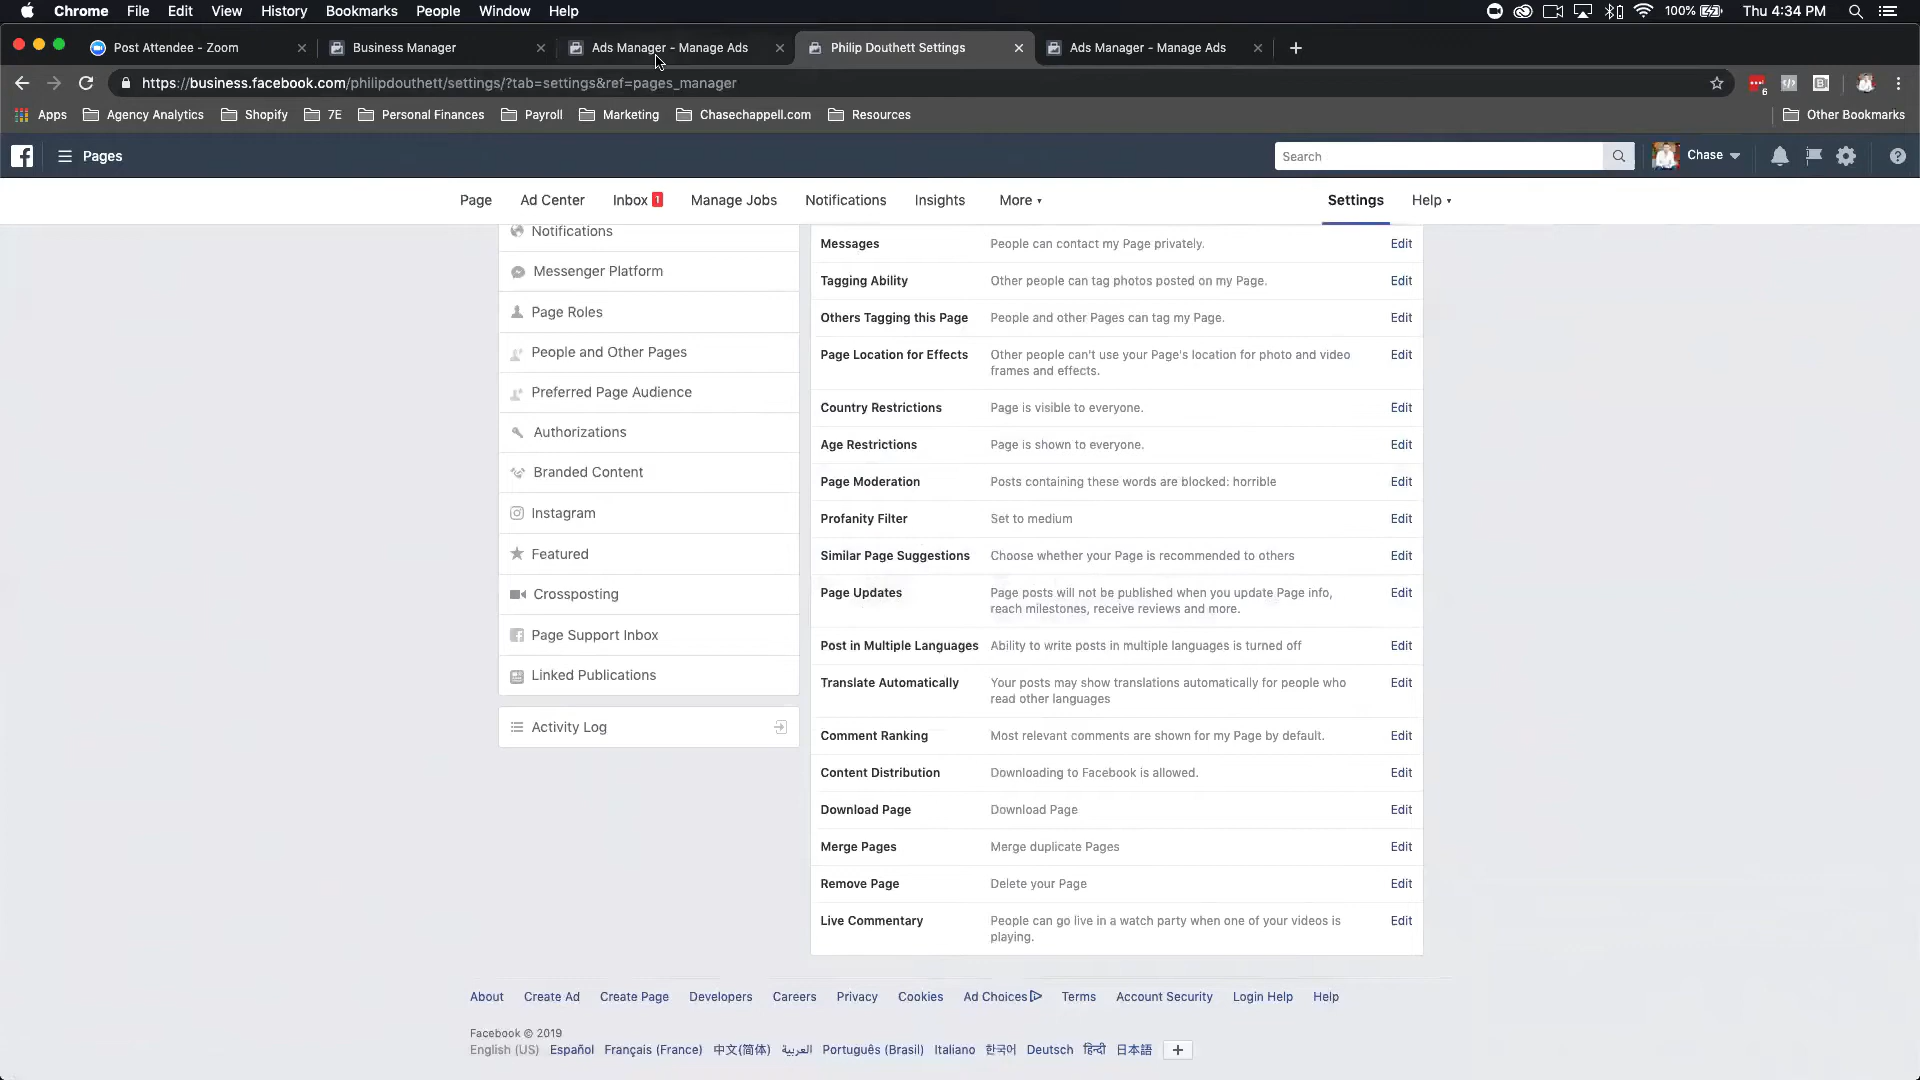 Chrome File Edit View History Bookmarks People Window Help 100% Thu 4:34 PM
Post Attendee - Zoom Business Manager Ads Manager - Manage Ads Philip Douthett Settings Ads Manager - Manage Ads
https://business.facebook.com/philipdouthett/settings/?tab=settings&ref=pages_manager 6
Apps Agency Analytics Shopify 7E Personal Finances Payroll Marketing Chasechappell.com Resources Other Bookmarks
Pages Search Chase
Page Ad Center Inbox 1 Manage Jobs Notifications Insights More Settings Help
Notifications
Messenger Platform
Page Roles
People and Other Pages
Preferred Page Audience
Authorizations
Branded Content
Instagram
Featured
Crossposting
Page Support Inbox
Linked Publications
Activity Log
Messages People can contact my Page privately. Edit
Tagging Ability Other people can tag photos posted on my Page. Edit
Others Tagging this Page People and other Pages can tag my Page. Edit
Page Location for Effects Other people can't use your Page's location for photo and video Edit
frames and effects.
Country Restrictions Page is visible to everyone. Edit
Age Restrictions Page is shown to everyone. Edit
Page Moderation Posts containing these words are blocked: horrible Edit
Profanity Filter Set to medium Edit
Similar Page Suggestions Choose whether your Page is recommended to others Edit
Page Updates Page posts will not be published when you update Page info, Edit
reach milestones, receive reviews and more.
Post in Multiple Languages Ability to write posts in multiple languages is turned off Edit
Translate Automatically Your posts may show translations automatically for people who Edit
read other languages
Comment Ranking Most relevant comments are shown for my Page by default. Edit
Content Distribution Downloading to Facebook is allowed. Edit
Download Page Download Page Edit
Merge Pages Merge duplicate Pages Edit
Remove Page Delete your Page Edit
Live Commentary People can go live in a watch party when one of your videos is Edit
playing.
About Create Ad Create Page Developers Careers Privacy Cookies Ad Choices Terms Account Security Login Help Help
Facebook © 2019
English (US) Español Français (France) 中文(简体) العربية Português (Brasil) Italiano 한국어 Deutsch हिन्दी 日本語